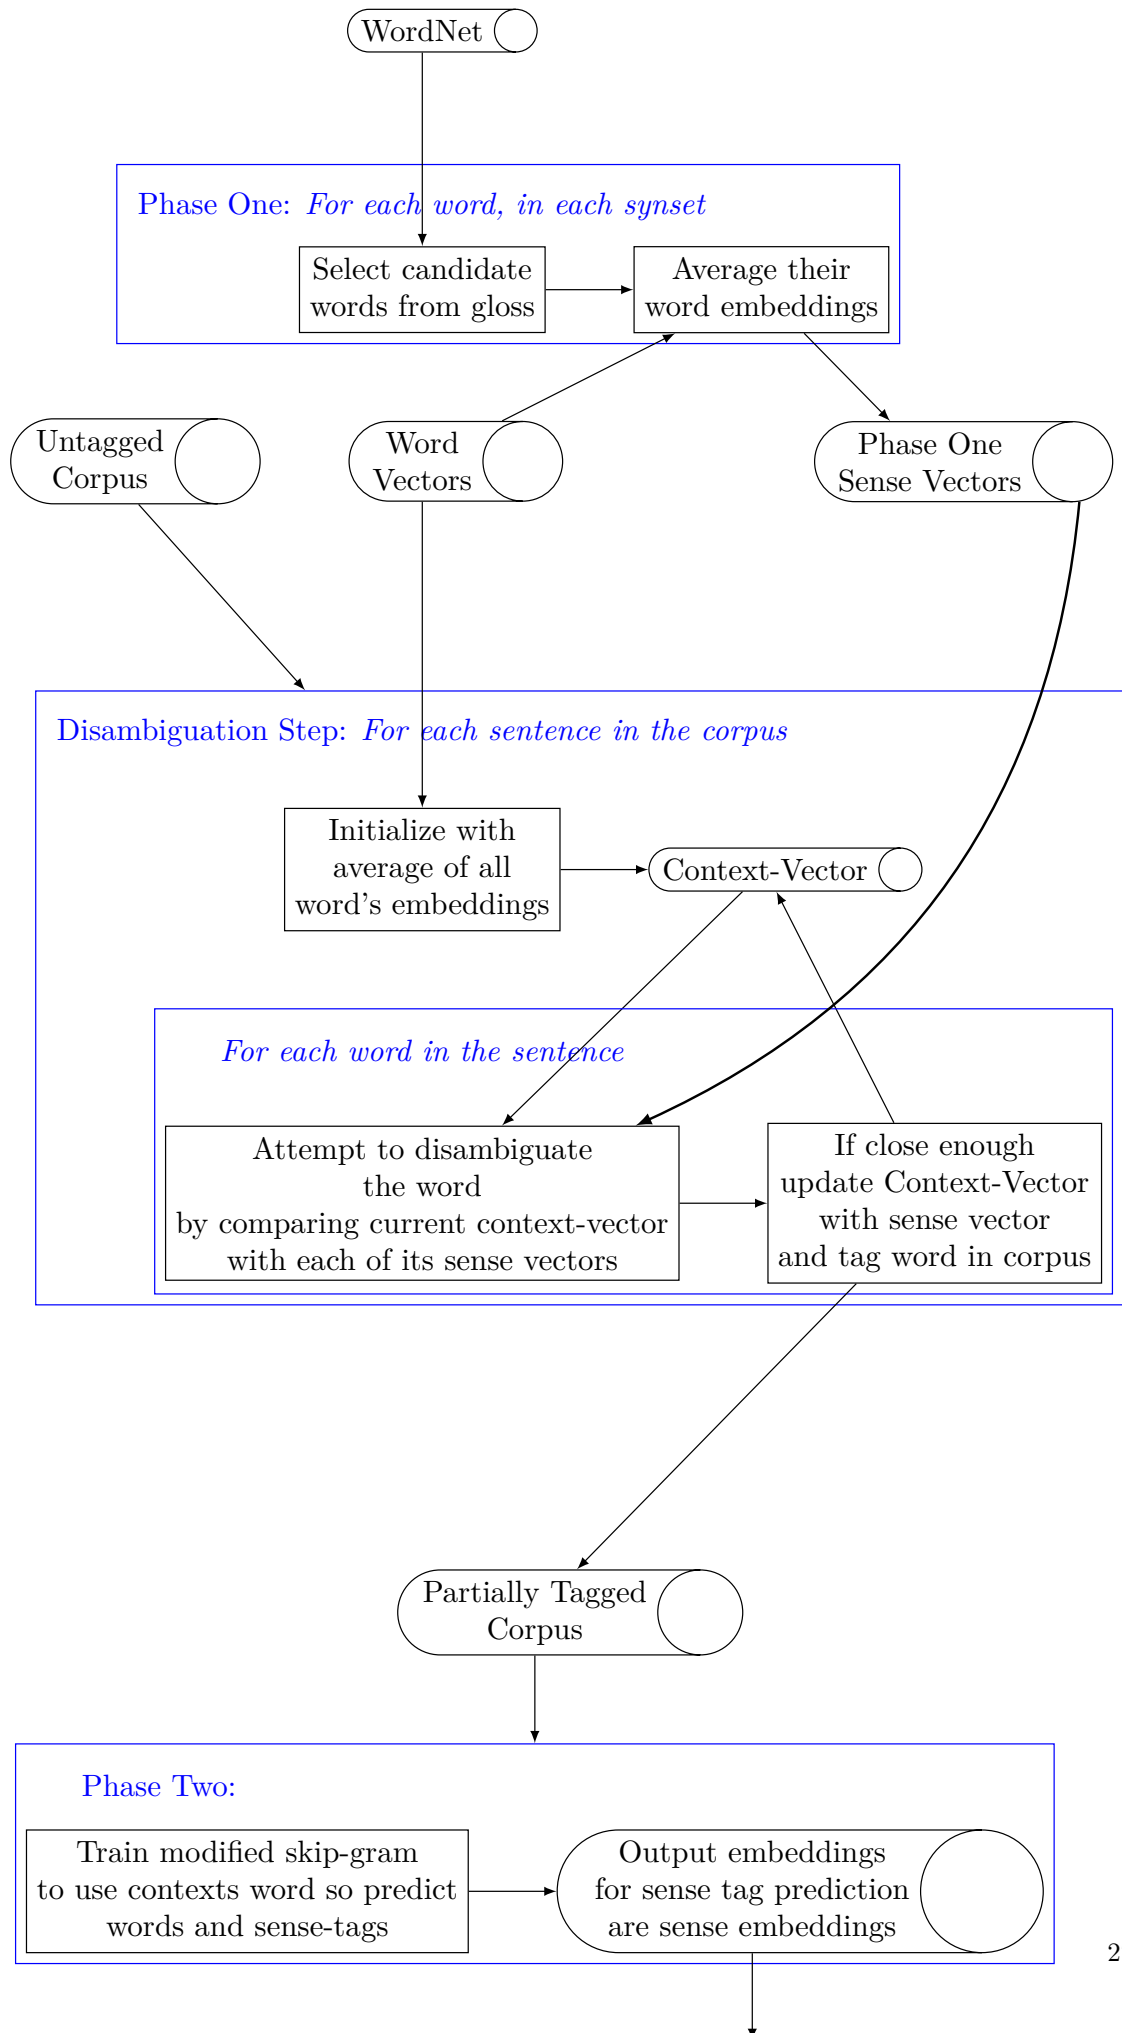 WordNet
Phase One: For each word, in each synset
Select candidate
words from gloss
Average their
word embeddings
Untagged
Corpus
Word
Vectors
Phase One
Sense Vectors
Disambiguation Step: For each sentence in the corpus
Initialize with
average of all
word's embeddings
Context-Vector
For each word in the sentence
Attempt to disambiguate
the word
by comparing current context-vector
with each of its sense vectors
If close enough
update Context-Vector
with sense vector
and tag word in corpus
Partially Tagged
Corpus
Phase Two:
Train modified skip-gram
to use contexts word so predict
words and sense-tags
Output embeddings
for sense tag prediction
are sense embeddings
2